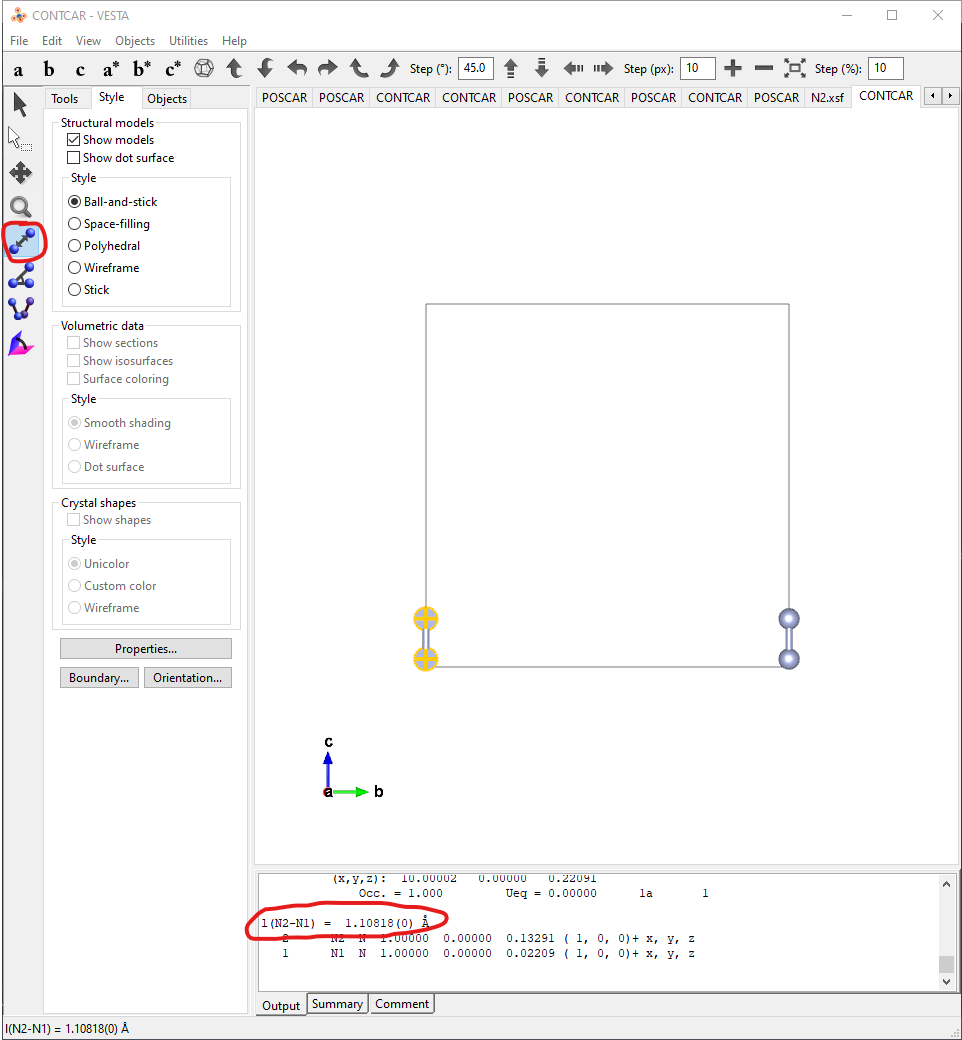 CONTCAR - VESTA
File Edit View Objects Utilities Help
a b c a* b* c* Step (°): 45.0 Step (px): 10 Step (%): 10
Tools Style Objects
POSCAR POSCAR CONTCAR CONTCAR POSCAR CONTCAR POSCAR CONTCAR POSCAR N2.xsf CONTCAR
Structural models
Show models
Show dot surface
Style
Ball-and-stick
Space-filling
Polyhedral
Wireframe
Stick
Volumetric data
Show sections
Show isosurfaces
Surface coloring
Style
Smooth shading
Wireframe
Dot surface
Crystal shapes
Show shapes
Style
Unicolor
Custom color
Wireframe
Properties...
Boundary... Orientation...
c
a b
(x,y,z): 10.00002 0.00000 0.22091
Occ. = 1.000 Ueq = 0.00000 1a 1
l(N2-N1) = 1.10818(0) Å
2 N2 N 1.00000 0.00000 0.13291 ( 1, 0, 0)+ x, y, z
1 N1 N 1.00000 0.00000 0.02209 ( 1, 0, 0)+ x, y, z
Output Summary Comment
l(N2-N1) = 1.10818(0) Å